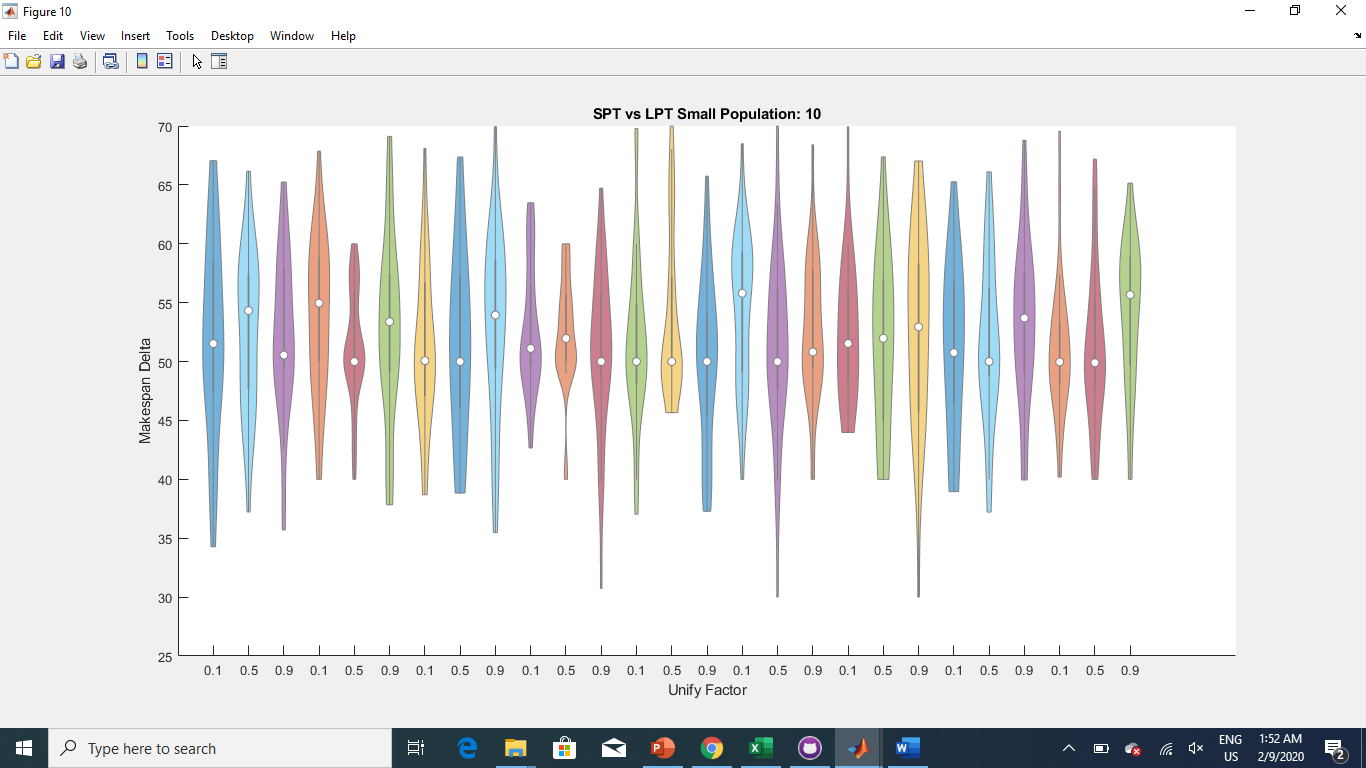 Figure 10
File Edit View Insert Tools Desktop Window Help
SPT vs LPT Small Population: 10
70
65
60
55
50
45
40
35
30
25
Makespan Delta
0.1 0.5 0.9 0.1 0.5 0.9 0.1 0.5 0.9 0.1 0.5 0.9 0.1 0.5 0.9 0.1 0.5 0.9 0.1 0.5 0.9 0.1 0.5 0.9 0.1 0.5 0.9
Unify Factor
Type here to search
ENG
US
1:52 AM
2/9/2020
2